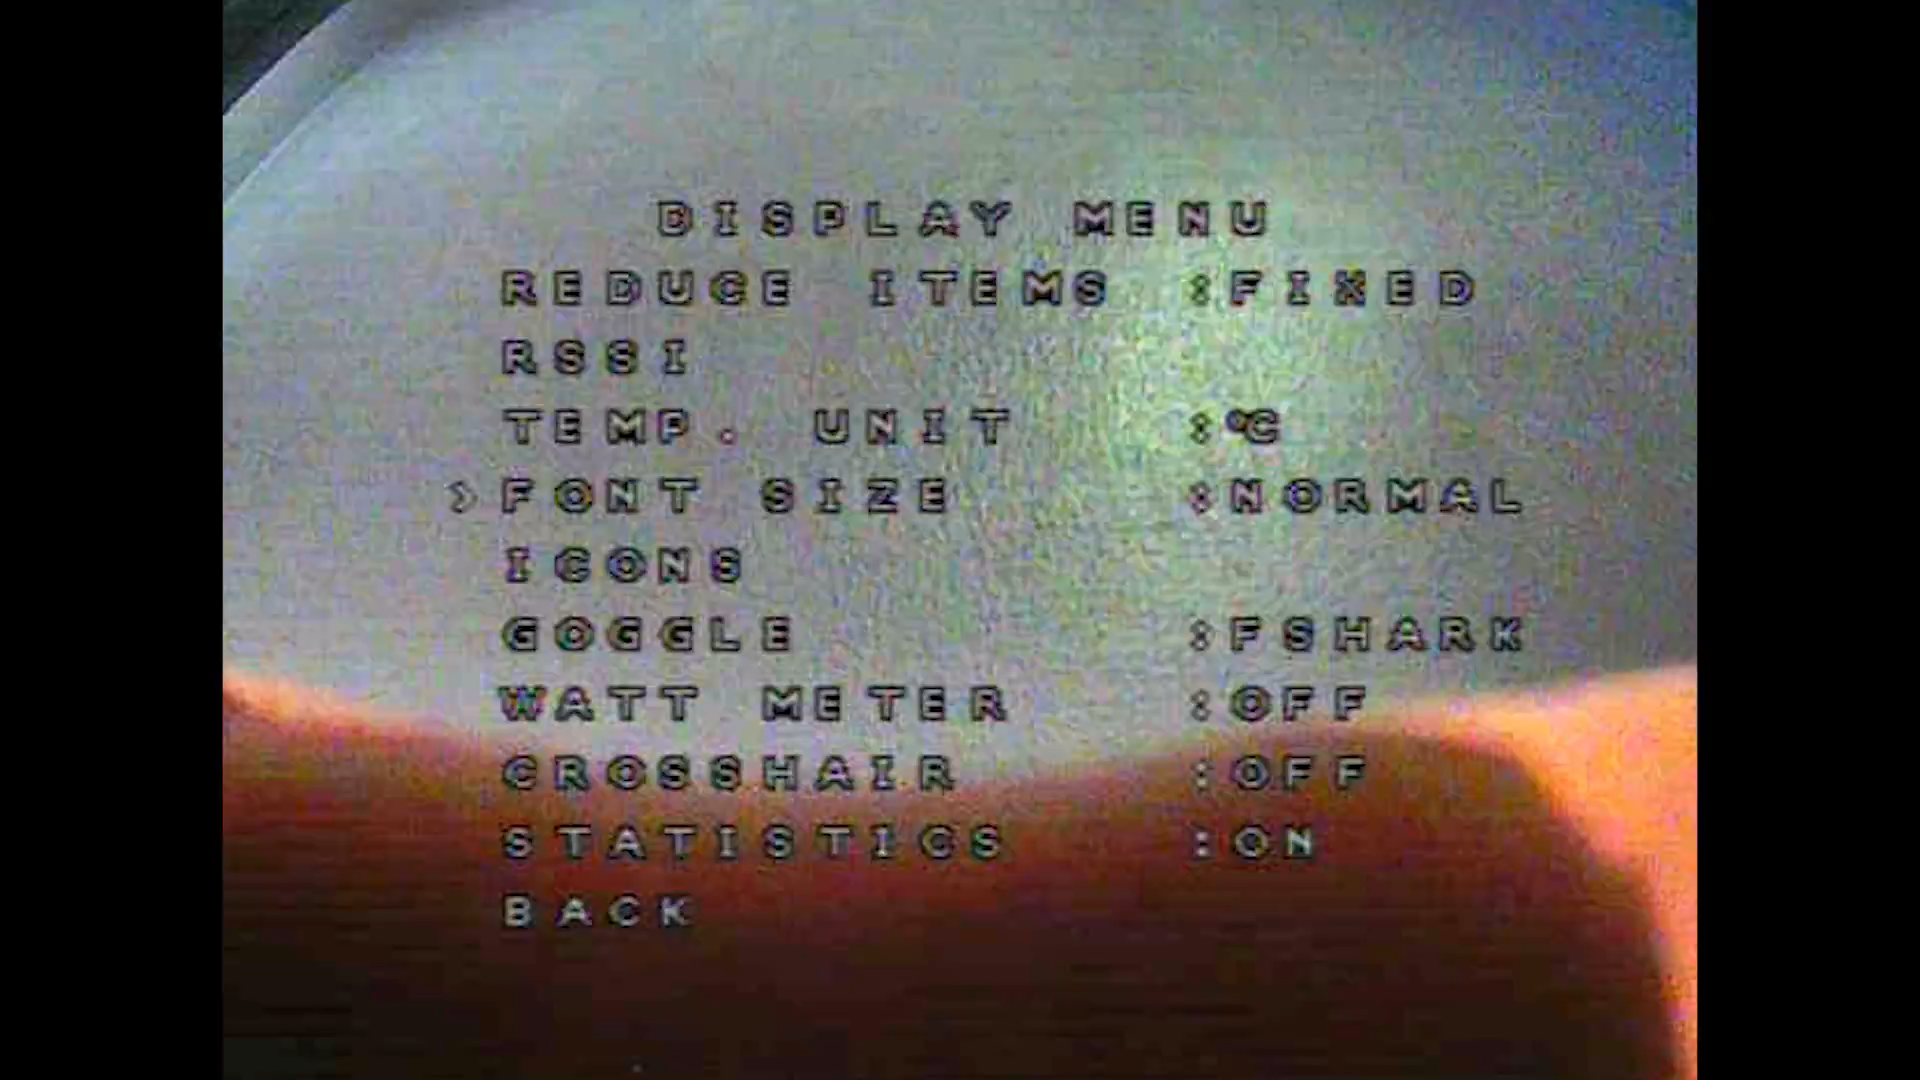 DISPLAY MENU
REDUCE ITEMS :FIXED
RSSI
TEMP. UNIT :°C
>FONT SIZE :NORMAL
ICONS
GOGGLE :FSHARK
WATT METER :OFF
CROSSHAIR :OFF
STATISTICS :ON
BACK